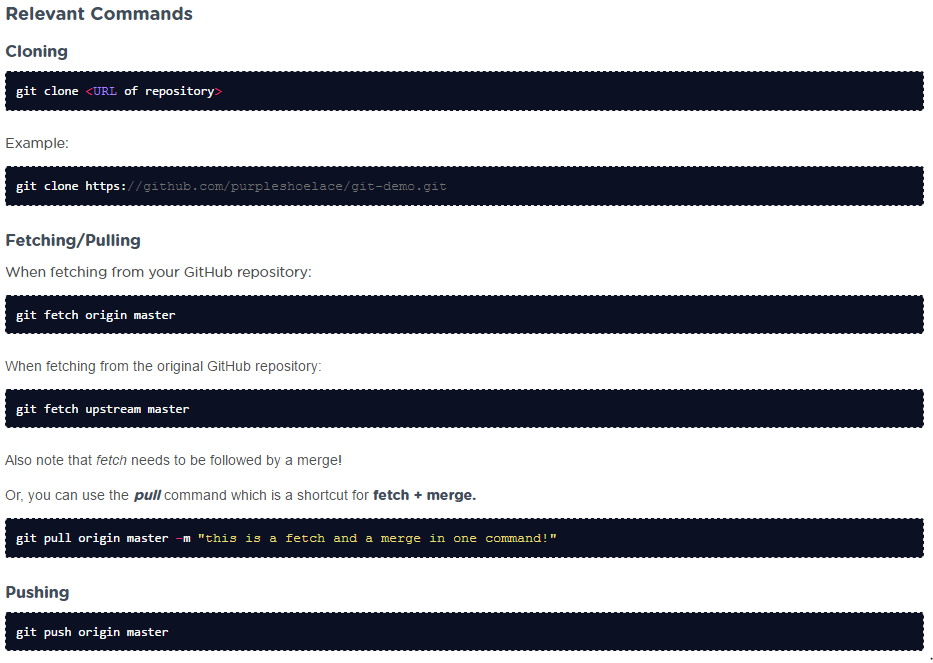 Relevant Commands
Cloning
git clone <URL of repository>
Example:
git clone https://github.com/purpleshoelace/git-demo.git
Fetching/Pulling
When fetching from your GitHub repository:
git fetch origin master
When fetching from the original GitHub repository:
git fetch upstream master
Also note that fetch needs to be followed by a merge!
Or, you can use the pull command which is a shortcut for fetch + merge.
git pull origin master -m "this is a fetch and a merge in one command!"
Pushing
git push origin master
.